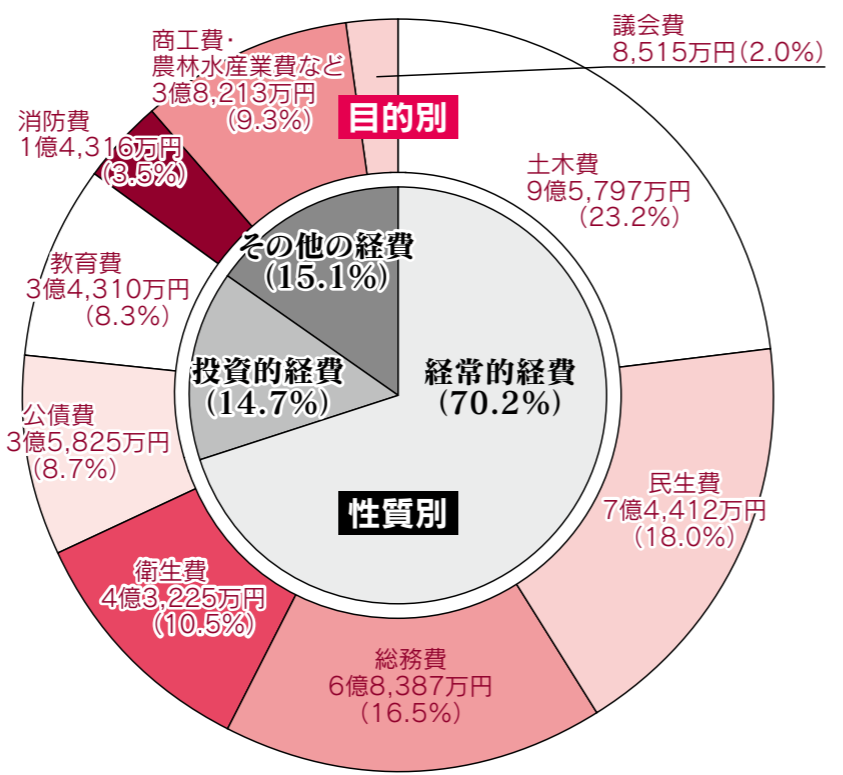 議会費
8,515万円(2.0%)
商工費・
農林水産業費など
3億8,213万円
(9.3%)
目的別
消防費
1億4,316万円
(3.5%)
土木費
9億5,797万円
(23.2%)
その他の経費
(15.1%)
教育費
3億4,310万円
(8.3%)
投資的経費
(14.7%)
経常的経費
(70.2%)
公債費
3億5,825万円
(8.7%)
民生費
7億4,412万円
(18.0%)
性質別
衛生費
4億3,225万円
(10.5%)
総務費
6億8,387万円
(16.5%)